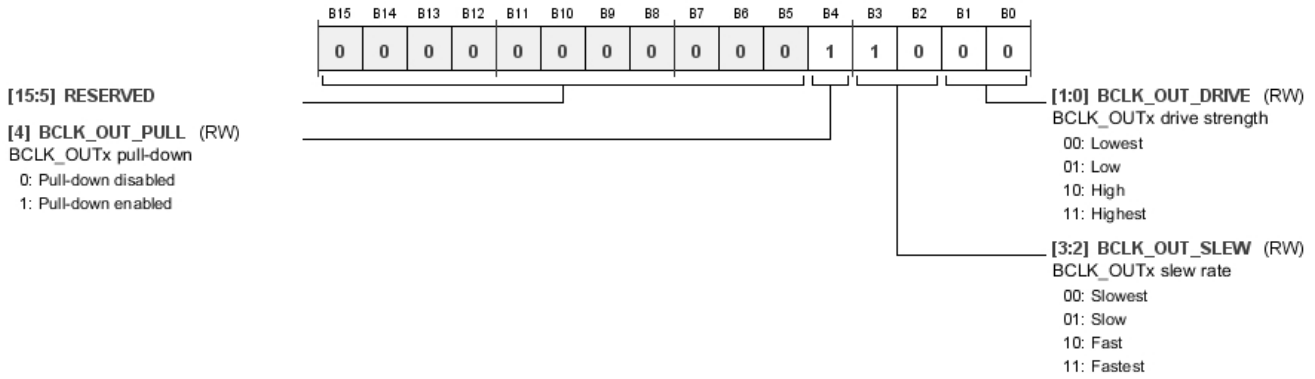 B15 B14 B13 B12 B11 B10 B9 B8 B7 B6 B5 B4 B3 B2 B1 B0
0 0 0 0 0 0 0 0 0 0 0 1 1 0 0 0
[15:5] RESERVED
[4] BCLK_OUT_PULL (RW)
BCLK_OUTx pull-down
0: Pull-down disabled
1: Pull-down enabled
[1:0] BCLK_OUT_DRIVE (RW)
BCLK_OUTx drive strength
00: Lowest
01: Low
10: High
11: Highest
[3:2] BCLK_OUT_SLEW (RW)
BCLK_OUTx slew rate
00: Slowest
01: Slow
10: Fast
11: Fastest